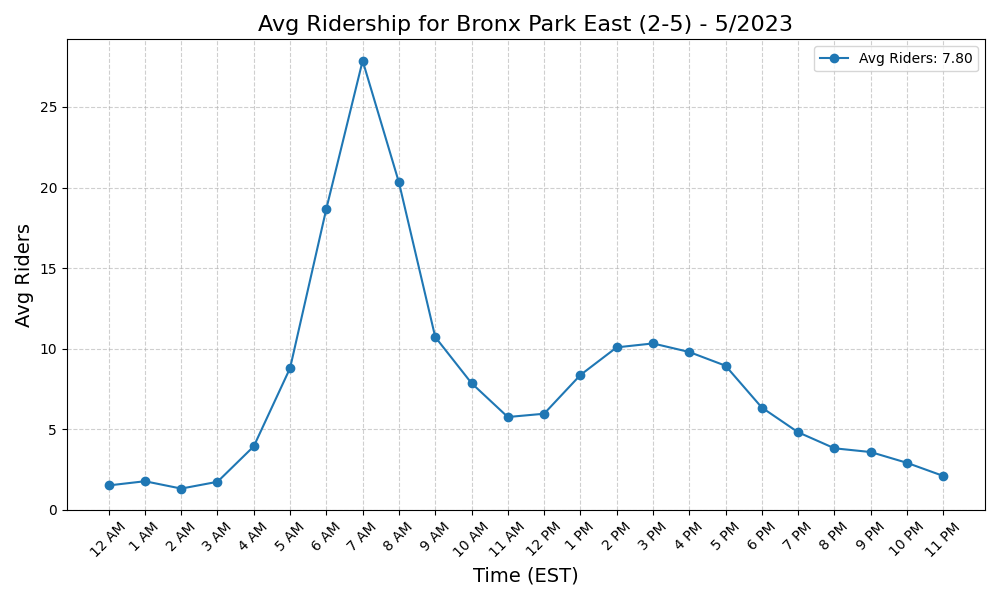 Avg Ridership for Bronx Park East (2-5) - 5/2023
Avg Riders: 7.80
Avg Riders
25
20
15
10
5
0
12 AM
1 AM
2 AM
3 AM
4 AM
5 AM
6 AM
7 AM
8 AM
9 AM
10 AM
11 AM
12 PM
1 PM
2 PM
3 PM
4 PM
5 PM
6 PM
7 PM
8 PM
9 PM
10 PM
11 PM
Time (EST)